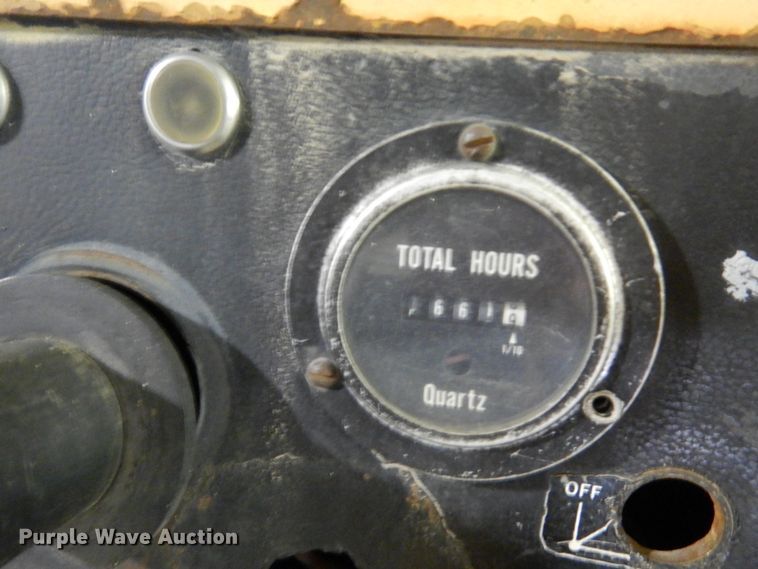 TOTAL HOURS
661
1/10
Quartz
OFF
Purple Wave Auction